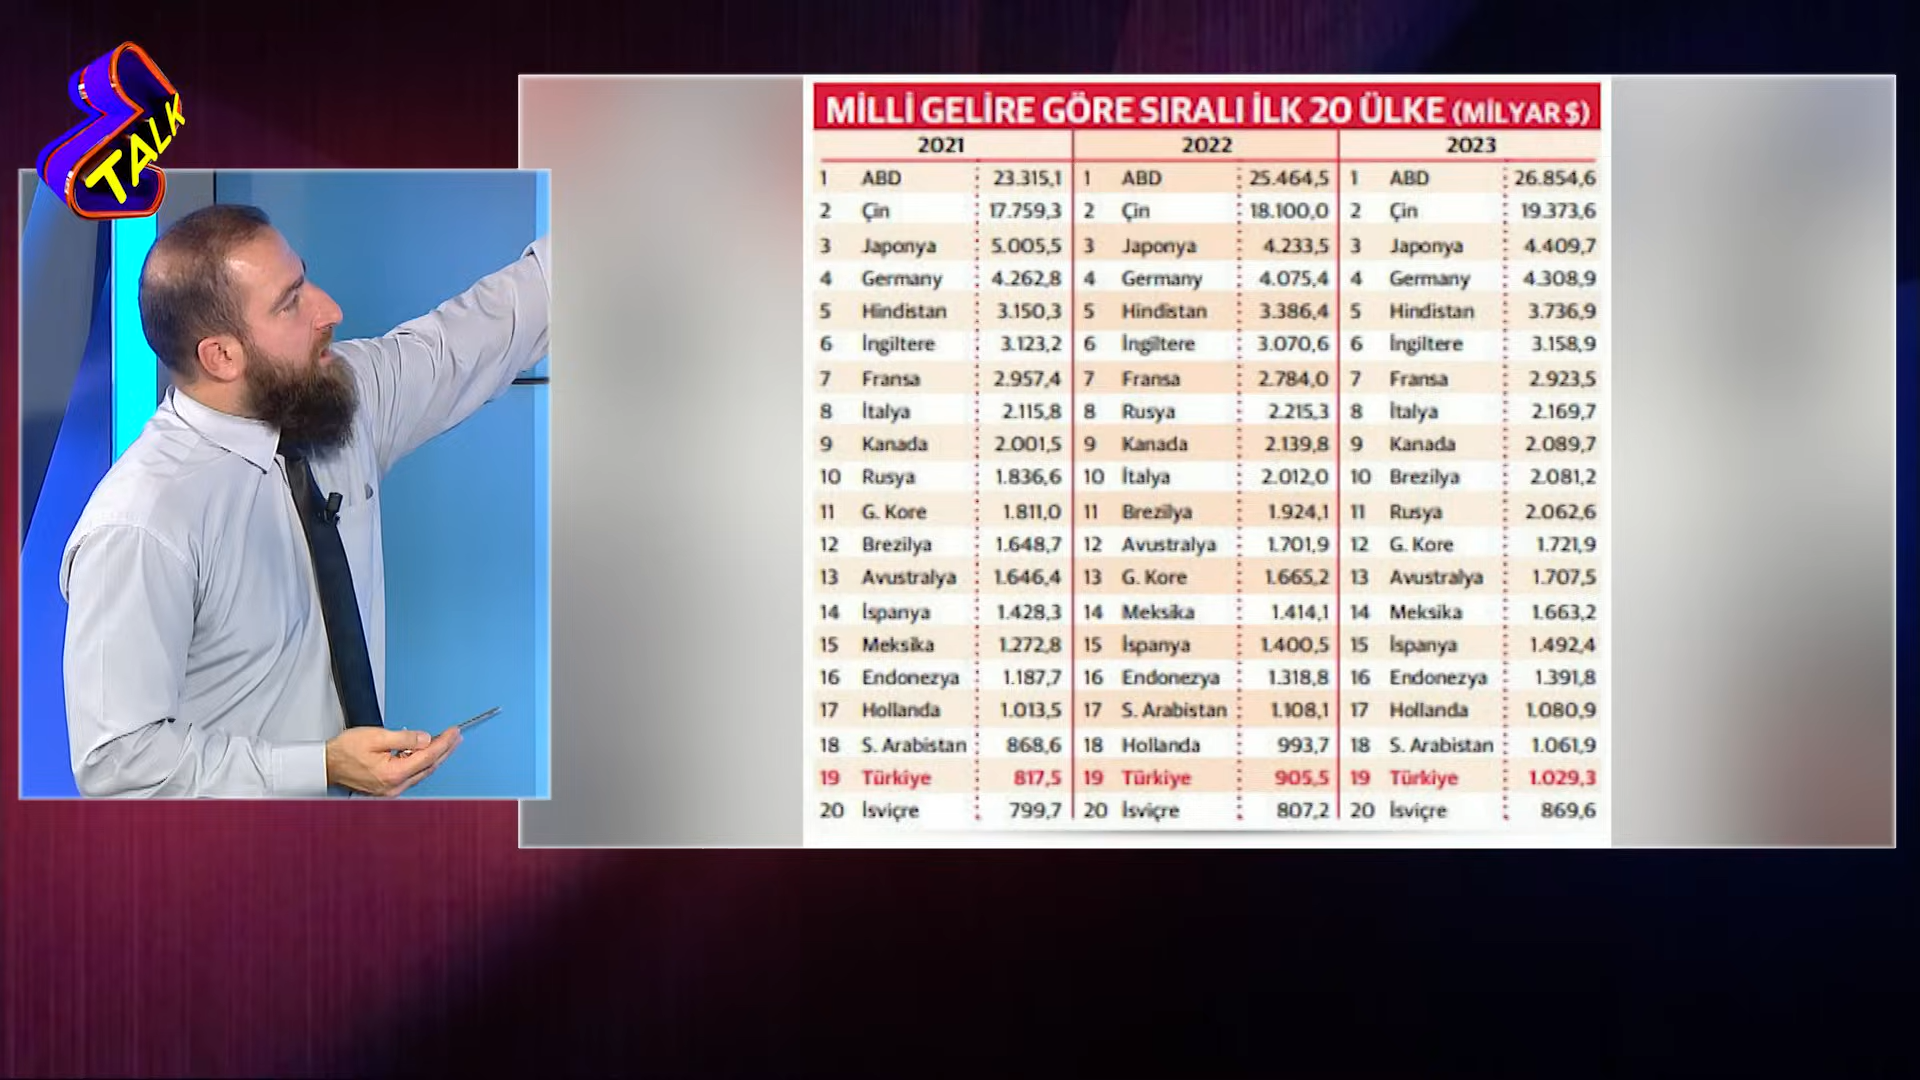 TALK
MİLLİ GELİRE GÖRE SIRALI İLK 20 ÜLKE (MİLYAR $)
2021 2022 2023
1 ABD 23.315,1 1 ABD 25.464,5 1 ABD 26.854,6
2 Çin 17.759,3 2 Çin 18.100,0 2 Çin 19.373,6
3 Japonya 5.005,5 3 Japonya 4.233,5 3 Japonya 4.409,7
4 Germany 4.262,8 4 Germany 4.075,4 4 Germany 4.308,9
5 Hindistan 3.150,3 5 Hindistan 3.386,4 5 Hindistan 3.736,9
6 İngiltere 3.123,2 6 İngiltere 3.070,6 6 İngiltere 3.158,9
7 Fransa 2.957,4 7 Fransa 2.784,0 7 Fransa 2.923,5
8 İtalya 2.115,8 8 Rusya 2.215,3 8 İtalya 2.169,7
9 Kanada 2.001,5 9 Kanada 2.139,8 9 Kanada 2.089,7
10 Rusya 1.836,6 10 İtalya 2.012,0 10 Brezilya 2.081,2
11 G. Kore 1.811,0 11 Brezilya 1.924,1 11 Rusya 2.062,6
12 Brezilya 1.648,7 12 Avustralya 1.701,9 12 G. Kore 1.721,9
13 Avustralya 1.646,4 13 G. Kore 1.665,2 13 Avustralya 1.707,5
14 İspanya 1.428,3 14 Meksika 1.414,1 14 Meksika 1.663,2
15 Meksika 1.272,8 15 İspanya 1.400,5 15 İspanya 1.492,4
16 Endonezya 1.187,7 16 Endonezya 1.318,8 16 Endonezya 1.391,8
17 Hollanda 1.013,5 17 S. Arabistan 1.108,1 17 Hollanda 1.080,9
18 S. Arabistan 868,6 18 Hollanda 993,7 18 S. Arabistan 1.061,9
19 Türkiye 817,5 19 Türkiye 905,5 19 Türkiye 1.029,3
20 İsviçre 799,7 20 İsviçre 807,2 20 İsviçre 869,6